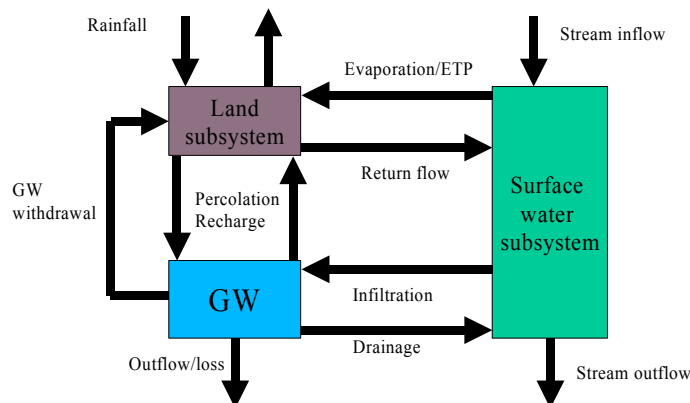 Rainfall
Stream inflow
Evaporation/ETP
Land
subsystem
Return flow
GW
withdrawal
Percolation
Recharge
Surface
water
subsystem
GW
Infiltration
Drainage
Outflow/loss
Stream outflow